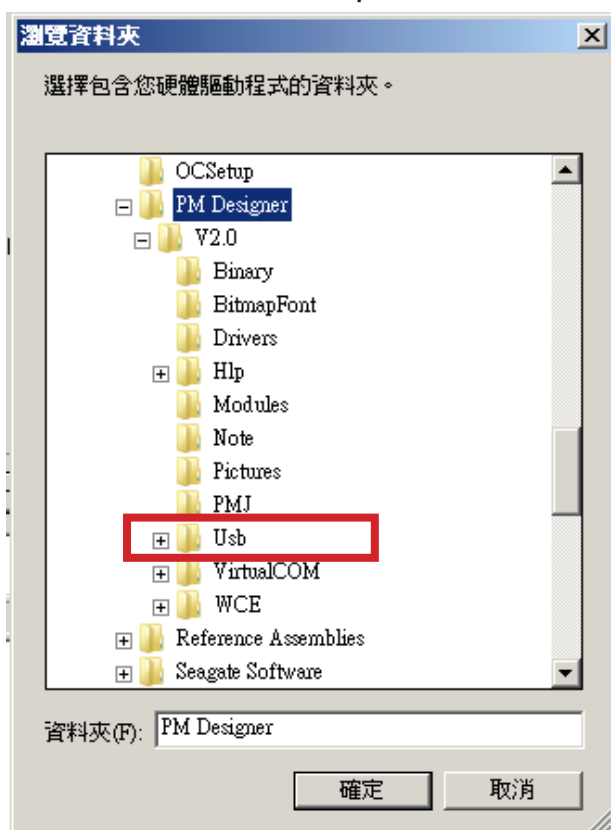 瀏覽資料夾
選擇包含您硬體驅動程式的資料夾。
OCSetup
PM Designer
V2.0
Binary
BitmapFont
Drivers
Hlp
Modules
Note
Pictures
PMJ
Usb
VirtualCOM
WCE
Reference Assemblies
Seagate Software
資料夾(F): PM Designer
確定 取消